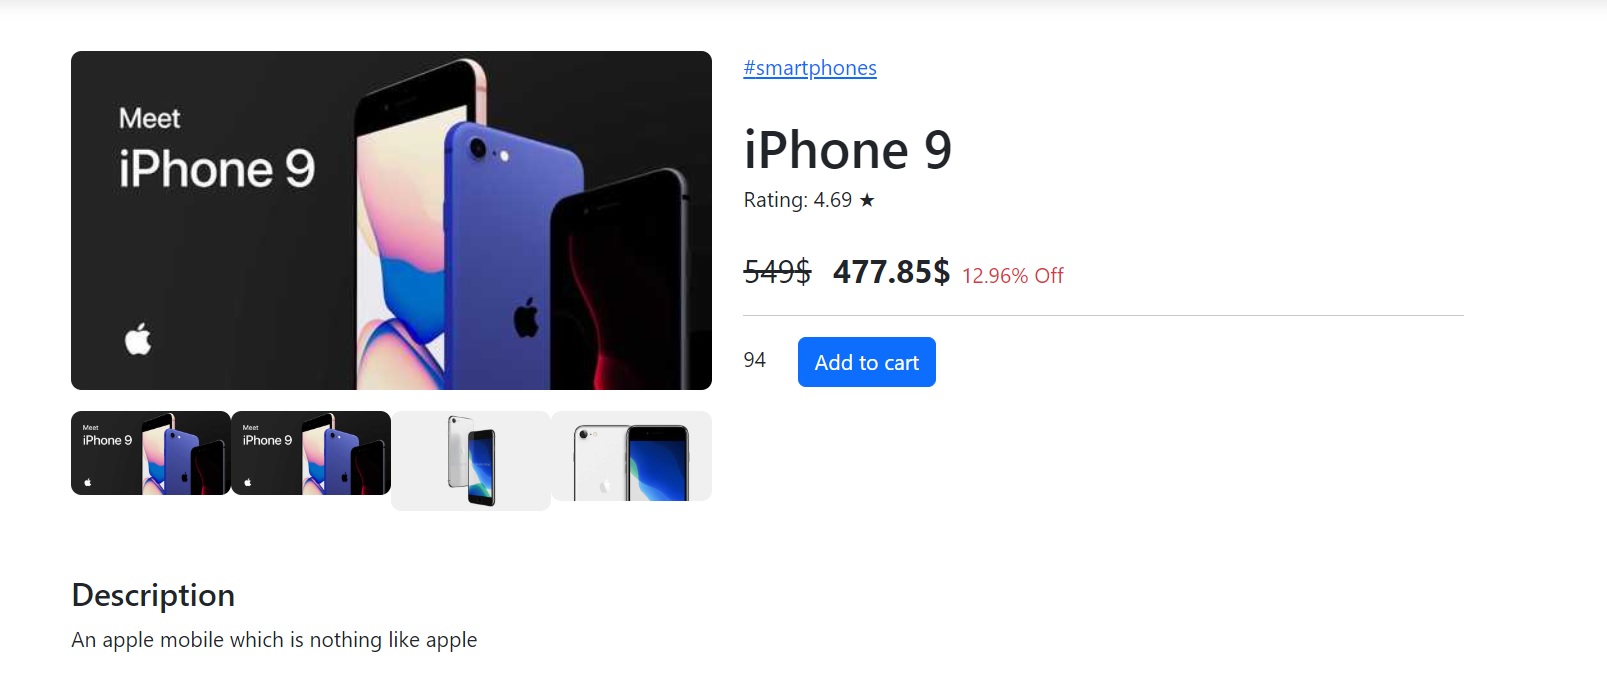 Meet
iPhone 9
#smartphones
iPhone 9
Rating: 4.69 ★
549$ 477.85$ 12.96% Off
94 Add to cart
Meet
iPhone 9
Meet
iPhone 9
Description
An apple mobile which is nothing like apple